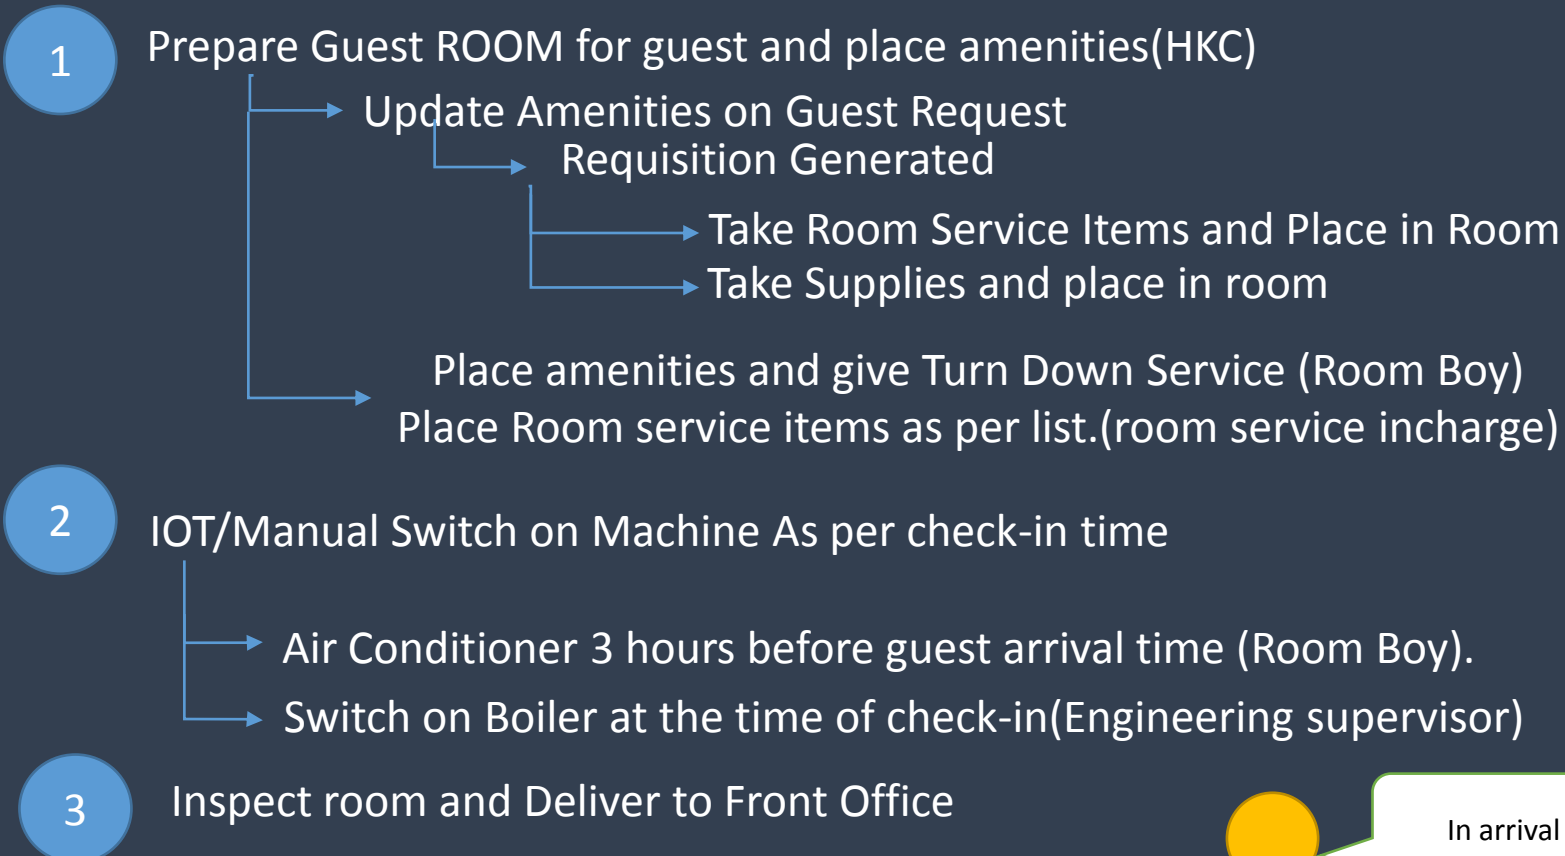 1
Prepare Guest ROOM for guest and place amenities(HKC)
Update Amenities on Guest Request
Requisition Generated
Take Room Service Items and Place in Room
Take Supplies and place in room
Place amenities and give Turn Down Service (Room Boy)
Place Room service items as per list.(room service incharge)
2
IOT/Manual Switch on Machine As per check-in time
Air Conditioner 3 hours before guest arrival time (Room Boy).
Switch on Boiler at the time of check-in(Engineering supervisor)
3
Inspect room and Deliver to Front Office
In arrival